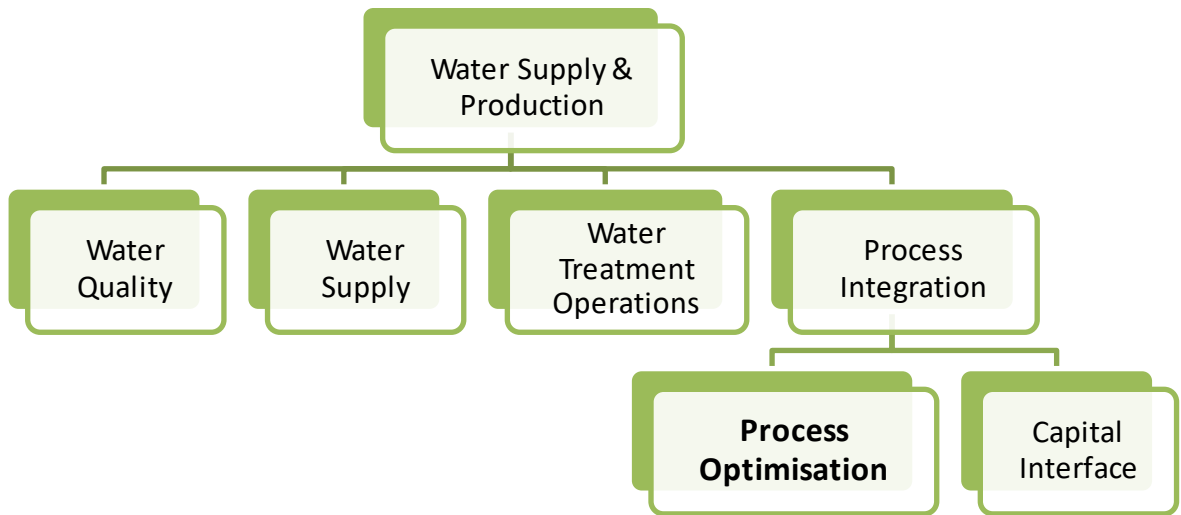 Water Supply &
Production
Water
Quality
Water
Supply
Water
Treatment
Operations
Process
Integration
Process
Optimisation
Capital
Interface